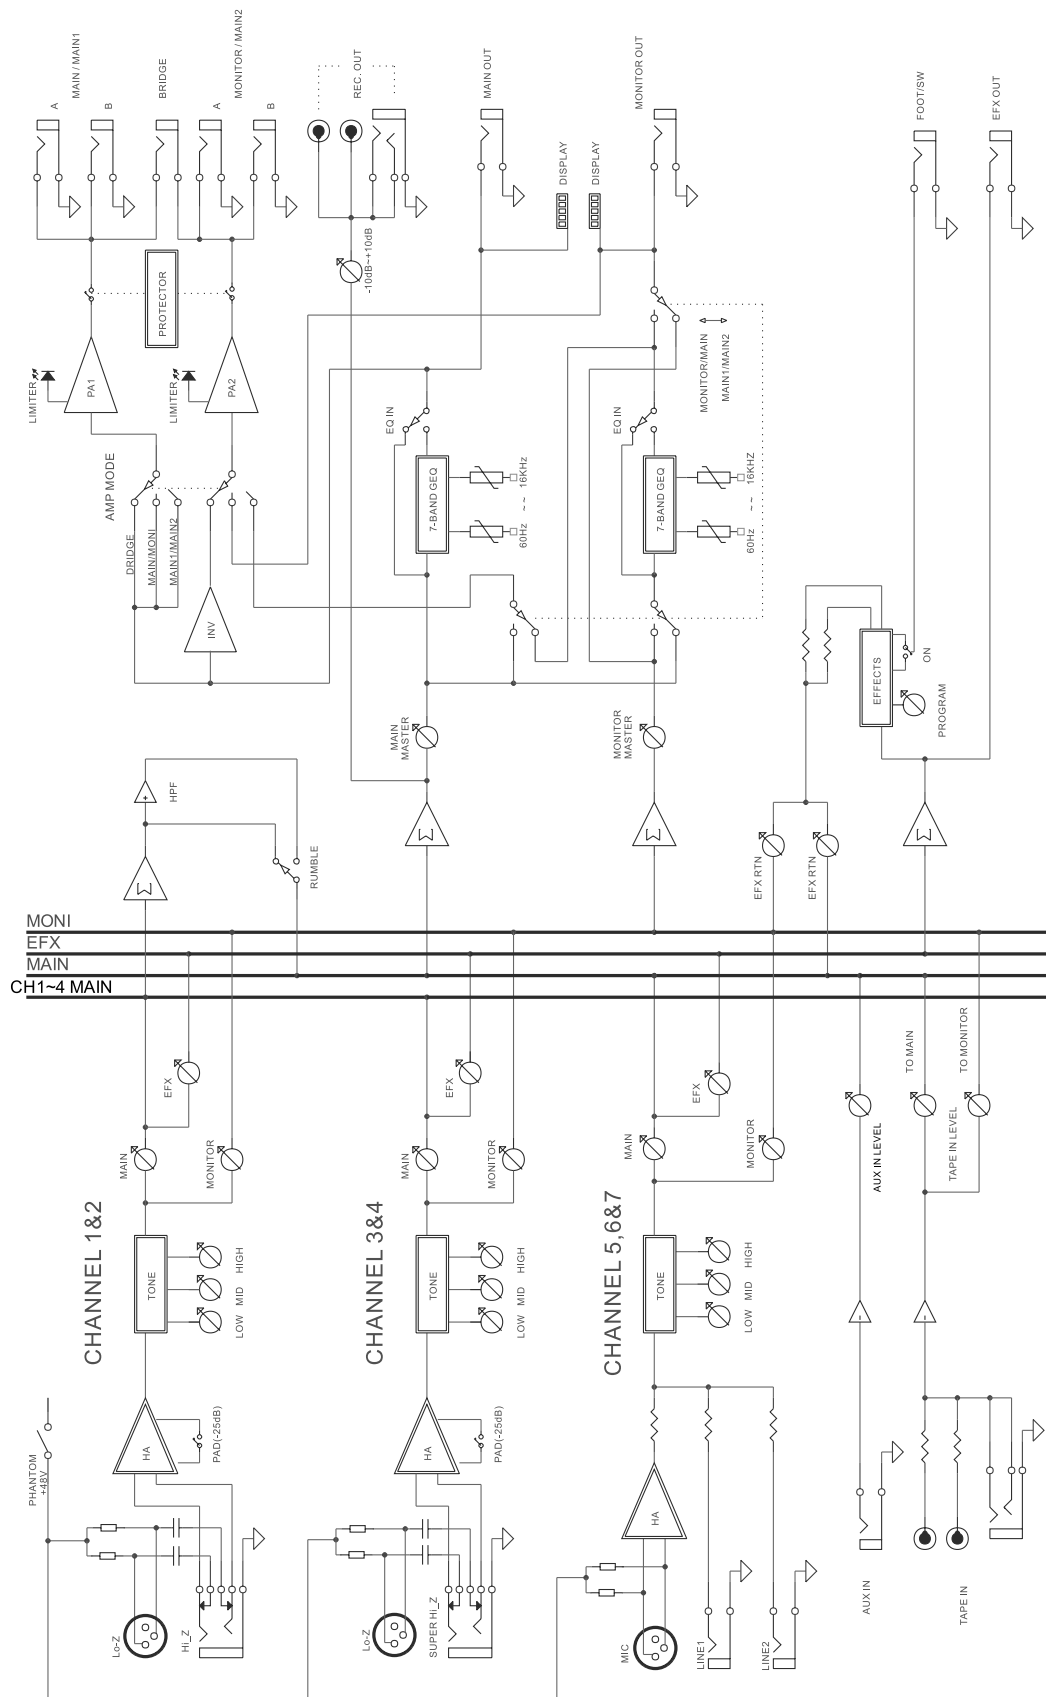 MAIN / MAIN1
A
B
BRIDGE
MONITOR / MAIN2
A
B
REC. OUT
MAIN OUT
MONITOR OUT
FOOT/SW
EFX OUT
DISPLAY
DISPLAY
-10dB~+10dB
PROTECTOR
LIMITER
PA1
LIMITER
PA2
AMP MODE
DRIDGE
MAIN/MONI
MAIN1/MAIN2
INV
EQ IN
7-BAND GEQ
60Hz ~ ~ 16KHz
EQ IN
7-BAND GEQ
60Hz ~ ~ 16KHZ
MONITOR/MAIN
MAIN1/MAIN2
MAIN
MASTER
MONITOR
MASTER
EFFECTS
ON
PROGRAM
HPF
+
Σ
RUMBLE
Σ
Σ
EFX RTN
EFX RTN
Σ
MONI
EFX
MAIN
CH1~4 MAIN
EFX
MAIN
MONITOR
CHANNEL 1&2
TONE
LOW MID HIGH
HA
PAD(-25dB)
PHANTOM
+48V
Lo-Z
Hi_Z
EFX
MAIN
MONITOR
CHANNEL 3&4
TONE
LOW MID HIGH
HA
PAD(-25dB)
Lo-Z
SUPER Hi_Z
EFX
MAIN
MONITOR
CHANNEL 5,6&7
TONE
LOW MID HIGH
HA
MIC
LINE1
LINE2
AUX IN LEVEL
TO MAIN
TAPE IN LEVEL
TO MONITOR
-
-
AUX IN
TAPE IN